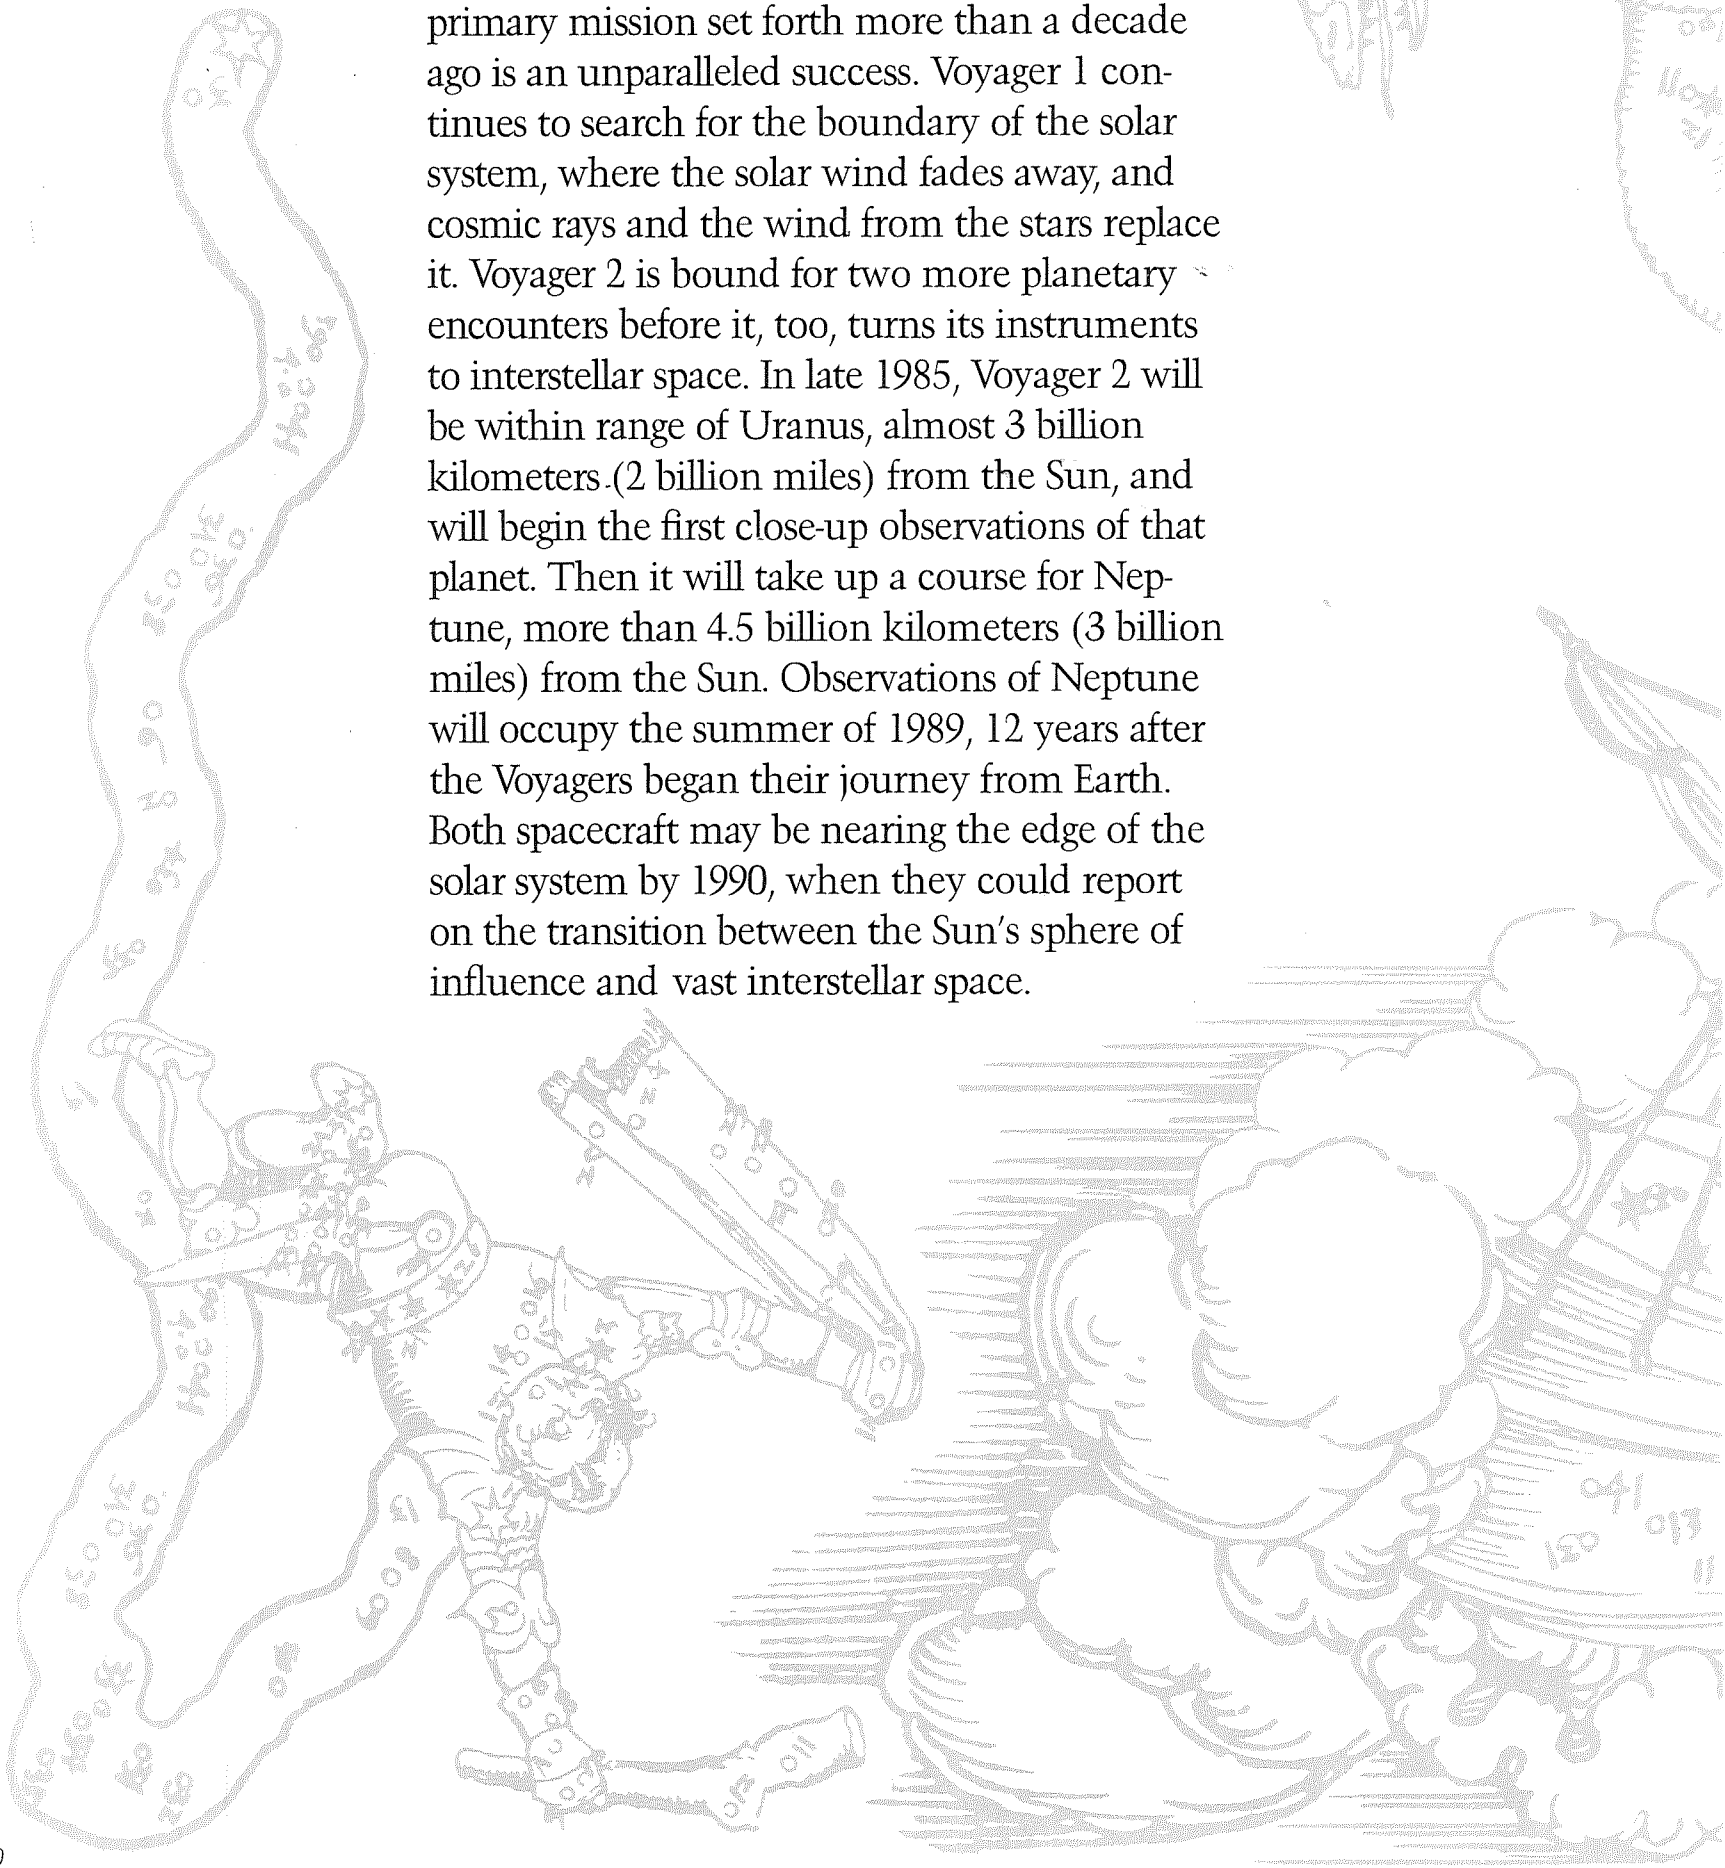 primary mission set forth more than a decade
ago is an unparalleled success. Voyager 1 con-
tinues to search for the boundary of the solar
system, where the solar wind fades away, and
cosmic rays and the wind from the stars replace
it. Voyager 2 is bound for two more planetary
encounters before it, too, turns its instruments
to interstellar space. In late 1985, Voyager 2 will
be within range of Uranus, almost 3 billion
kilometers (2 billion miles) from the Sun, and
will begin the first close-up observations of that
planet. Then it will take up a course for Nep-
tune, more than 4.5 billion kilometers (3 billion
miles) from the Sun. Observations of Neptune
will occupy the summer of 1989, 12 years after
the Voyagers began their journey from Earth.
Both spacecraft may be nearing the edge of the
solar system by 1990, when they could report
on the transition between the Sun's sphere of
influence and vast interstellar space.